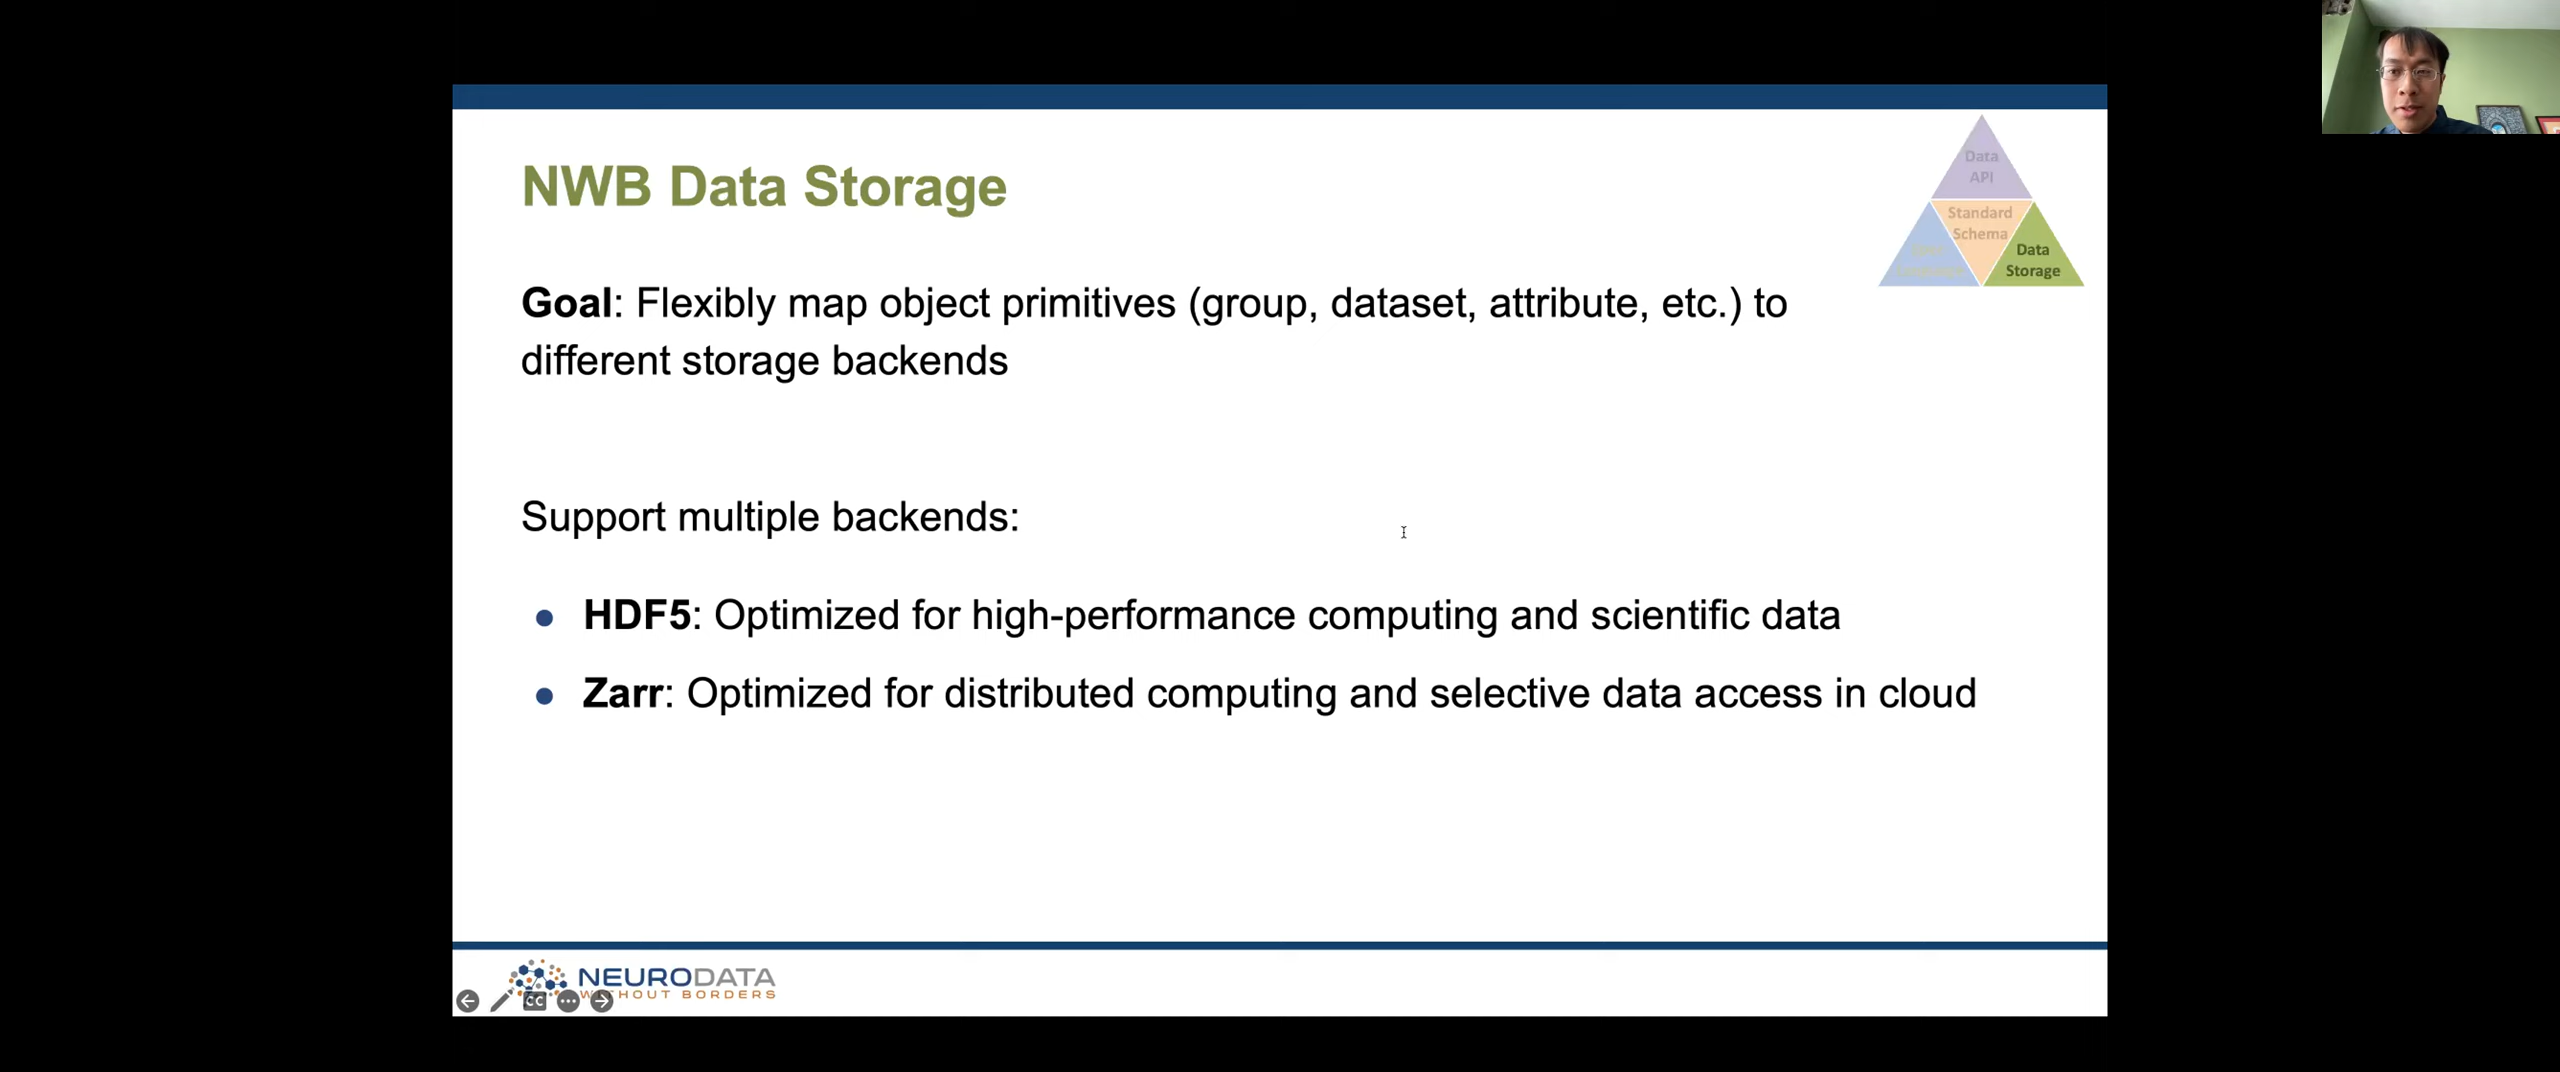 NWB Data Storage
Data
API
Standard
Schema
Data
Storage
Goal: Flexibly map object primitives (group, dataset, attribute, etc.) to
different storage backends
Support multiple backends:
● HDF5: Optimized for high-performance computing and scientific data
● Zarr: Optimized for distributed computing and selective data access in cloud
NEURODATA
CC